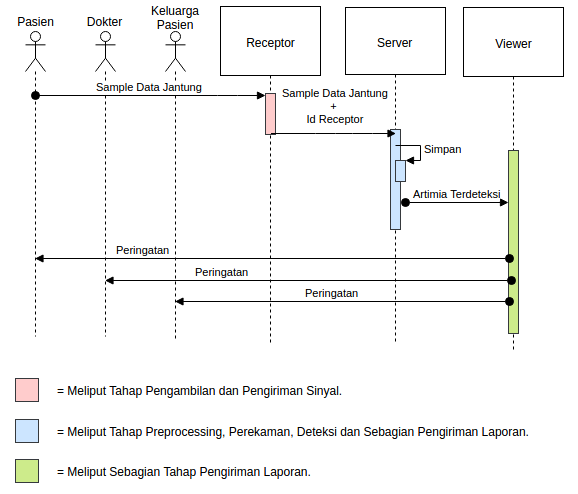 Pasien
Dokter
Keluarga
Pasien
Receptor
Server
Viewer
Sample Data Jantung
Sample Data Jantung
+
Id Receptor
Simpan
Artimia Terdeteksi
Peringatan
Peringatan
Peringatan
= Meliput Tahap Pengambilan dan Pengiriman Sinyal.
= Meliput Tahap Preprocessing, Perekaman, Deteksi dan Sebagian Pengiriman Laporan.
= Meliput Sebagian Tahap Pengiriman Laporan.